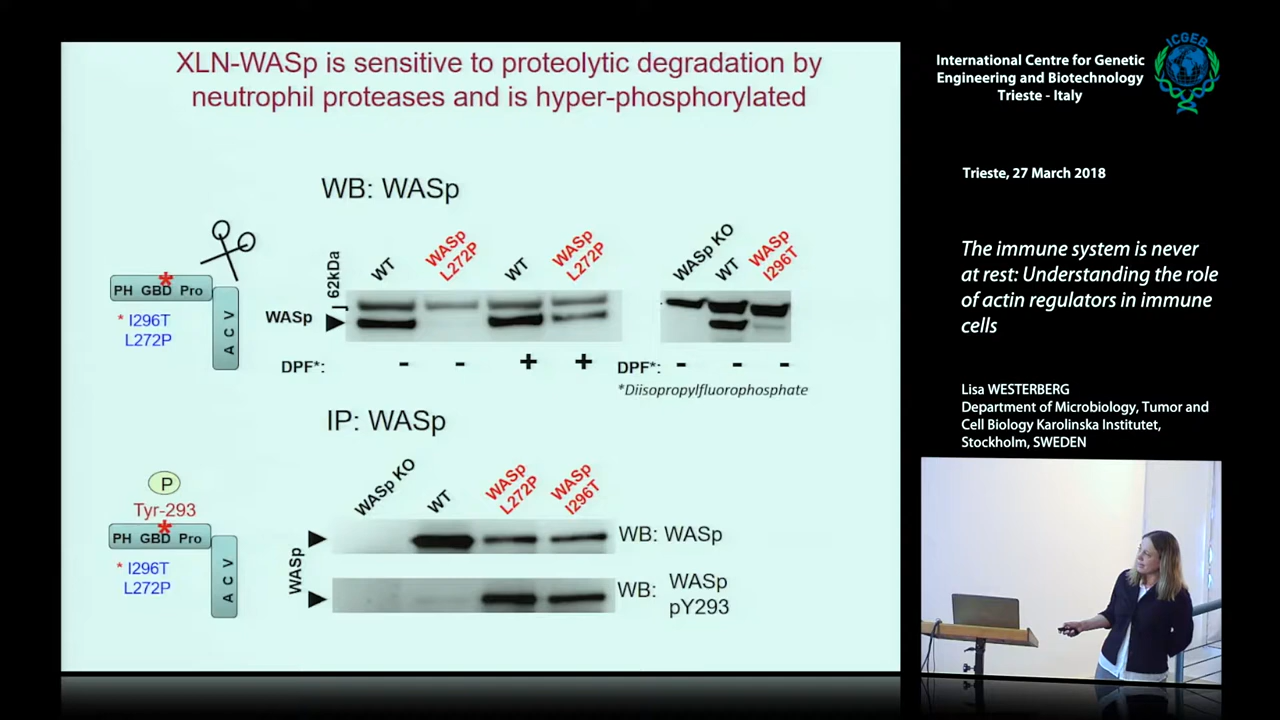 XLN-WASp is sensitive to proteolytic degradation by
neutrophil proteases and is hyper-phosphorylated
WB: WASp
62kDa
WT
WASp
L272P
WT
WASp
L272P
WASp KO
WT
WASp
I296T
PH GBD Pro
*
A C V
* I296T
L272P
WASp
DPF*: - - + +
DPF*: - - -
*Diisopropylfluorophosphate
IP: WASp
P
Tyr-293
*
PH GBD Pro
A C V
* I296T
L272P
WASp KO
WT
WASp
L272P
WASp
I296T
WASp
WB: WASp
WB: WASp
pY293
International Centre for Genetic
Engineering and Biotechnology
Trieste - Italy
ICGEB
Trieste, 27 March 2018
The immune system is never
at rest: Understanding the role
of actin regulators in immune
cells
Lisa WESTERBERG
Department of Microbiology, Tumor and
Cell Biology Karolinska Institutet,
Stockholm, SWEDEN